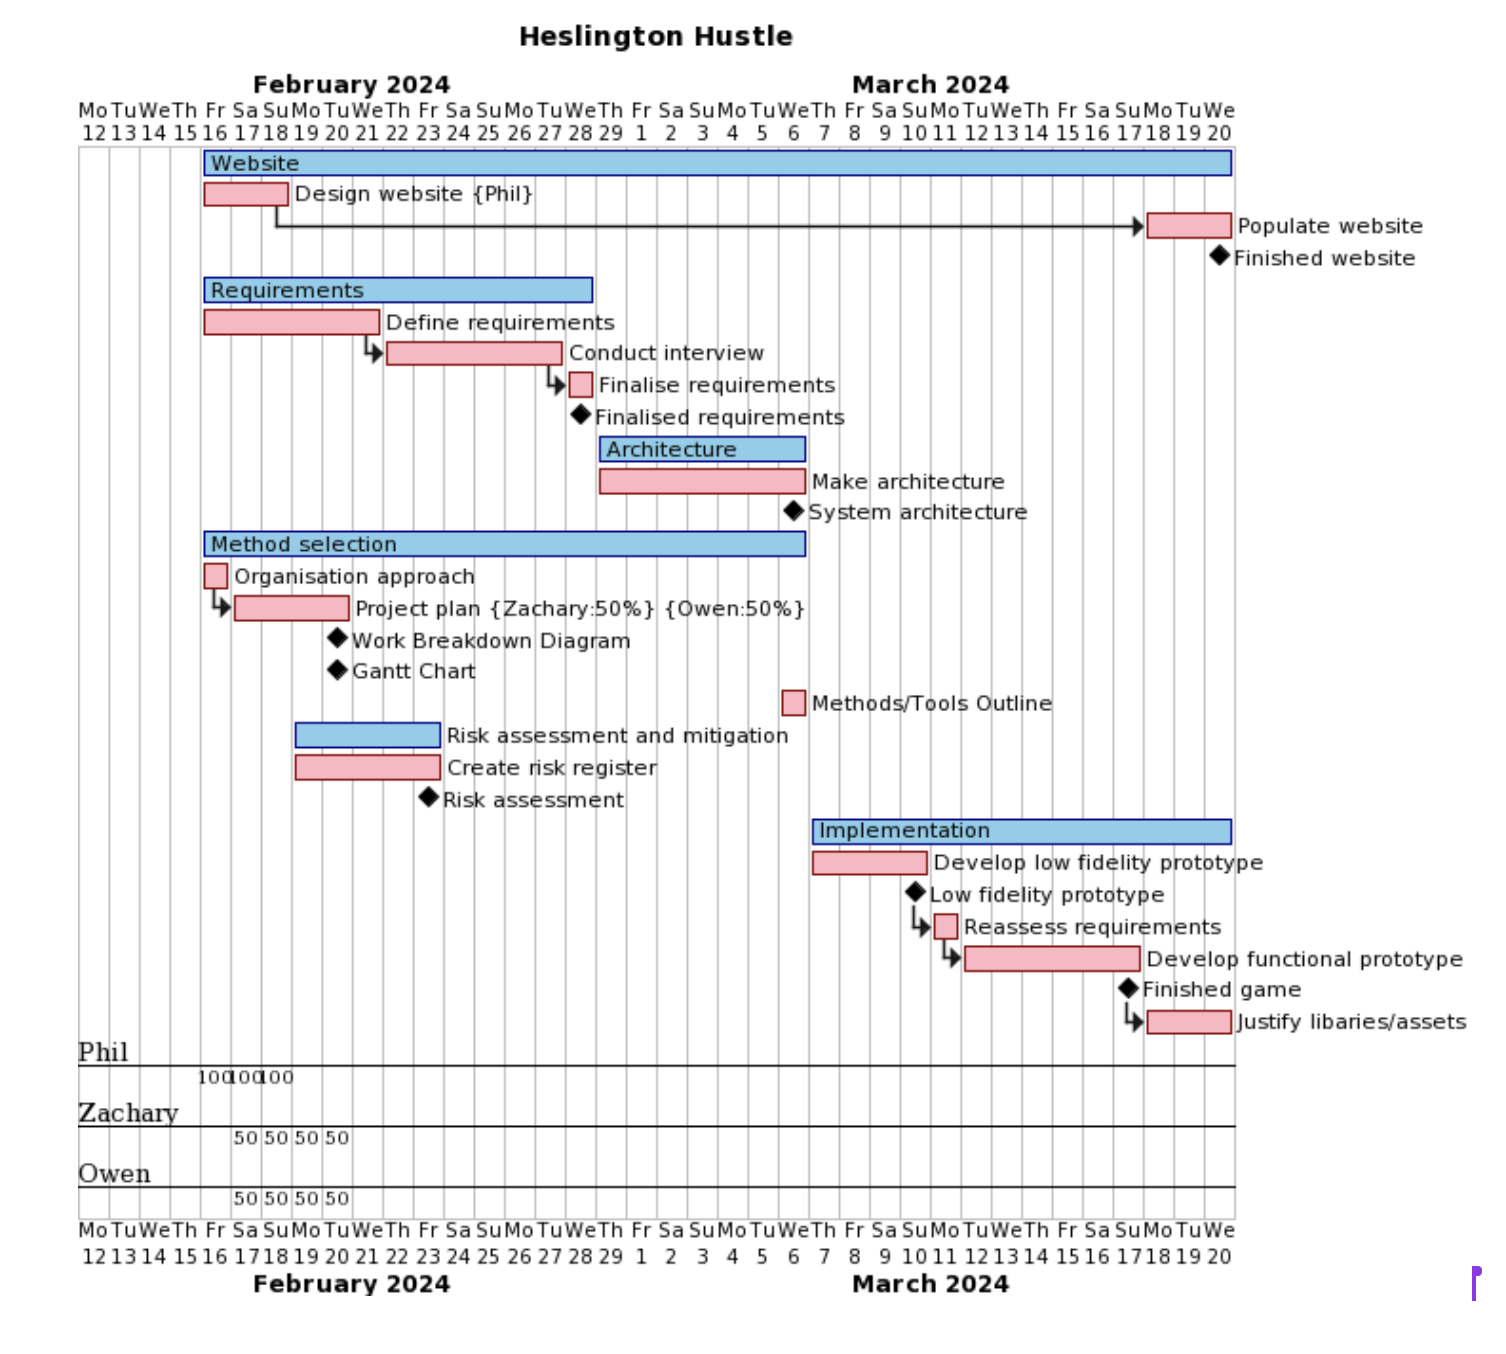 Heslington Hustle
February 2024 March 2024
Mo Tu We Th Fr Sa Su Mo Tu We Th Fr Sa Su Mo Tu We Th Fr Sa Su Mo Tu We Th Fr Sa Su Mo Tu We Th Fr Sa Su Mo Tu We
12 13 14 15 16 17 18 19 20 21 22 23 24 25 26 27 28 29 1 2 3 4 5 6 7 8 9 10 11 12 13 14 15 16 17 18 19 20
Website
Design website {Phil}
Populate website
Finished website
Requirements
Define requirements
Conduct interview
Finalise requirements
Finalised requirements
Architecture
Make architecture
System architecture
Method selection
Organisation approach
Project plan {Zachary:50%} {Owen:50%}
Work Breakdown Diagram
Gantt Chart
Methods/Tools Outline
Risk assessment and mitigation
Create risk register
Risk assessment
Implementation
Develop low fidelity prototype
Low fidelity prototype
Reassess requirements
Develop functional prototype
Finished game
Justify libaries/assets
Phil
100 100 100
Zachary
50 50 50 50
Owen
50 50 50 50
Mo Tu We Th Fr Sa Su Mo Tu We Th Fr Sa Su Mo Tu We Th Fr Sa Su Mo Tu We Th Fr Sa Su Mo Tu We Th Fr Sa Su Mo Tu We
12 13 14 15 16 17 18 19 20 21 22 23 24 25 26 27 28 29 1 2 3 4 5 6 7 8 9 10 11 12 13 14 15 16 17 18 19 20
February 2024 March 2024